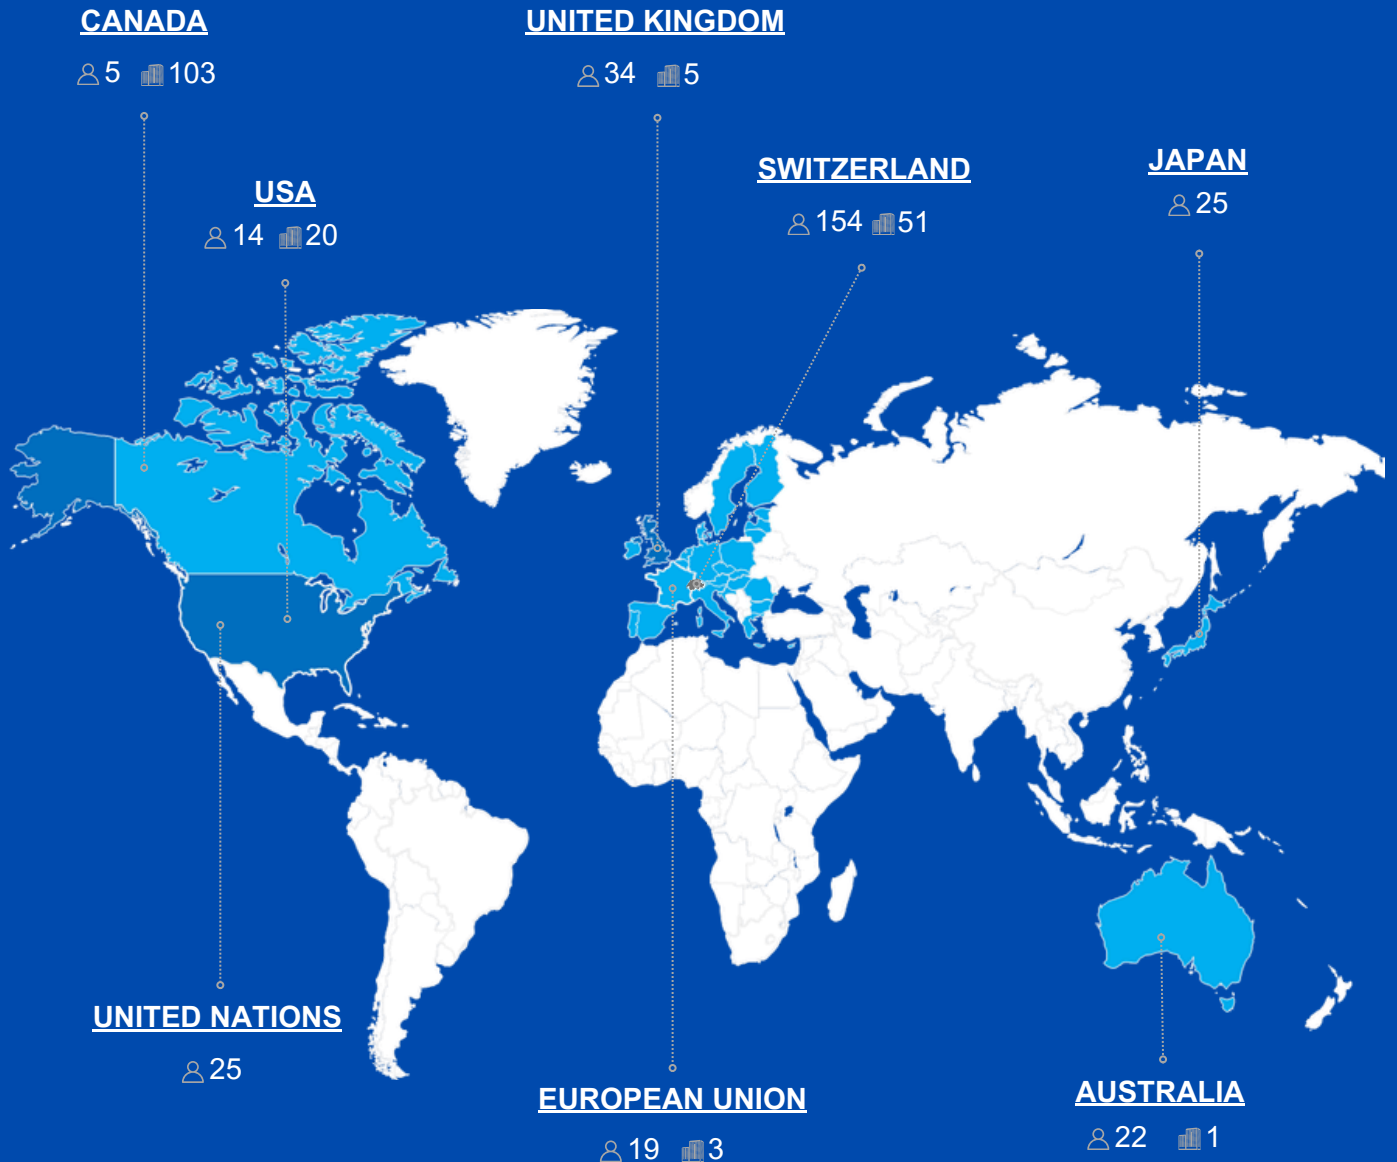 CANADA
5 103
UNITED KINGDOM
34 5
USA
14 20
SWITZERLAND
154 51
JAPAN
25
UNITED NATIONS
25
EUROPEAN UNION
19 3
AUSTRALIA
22 1